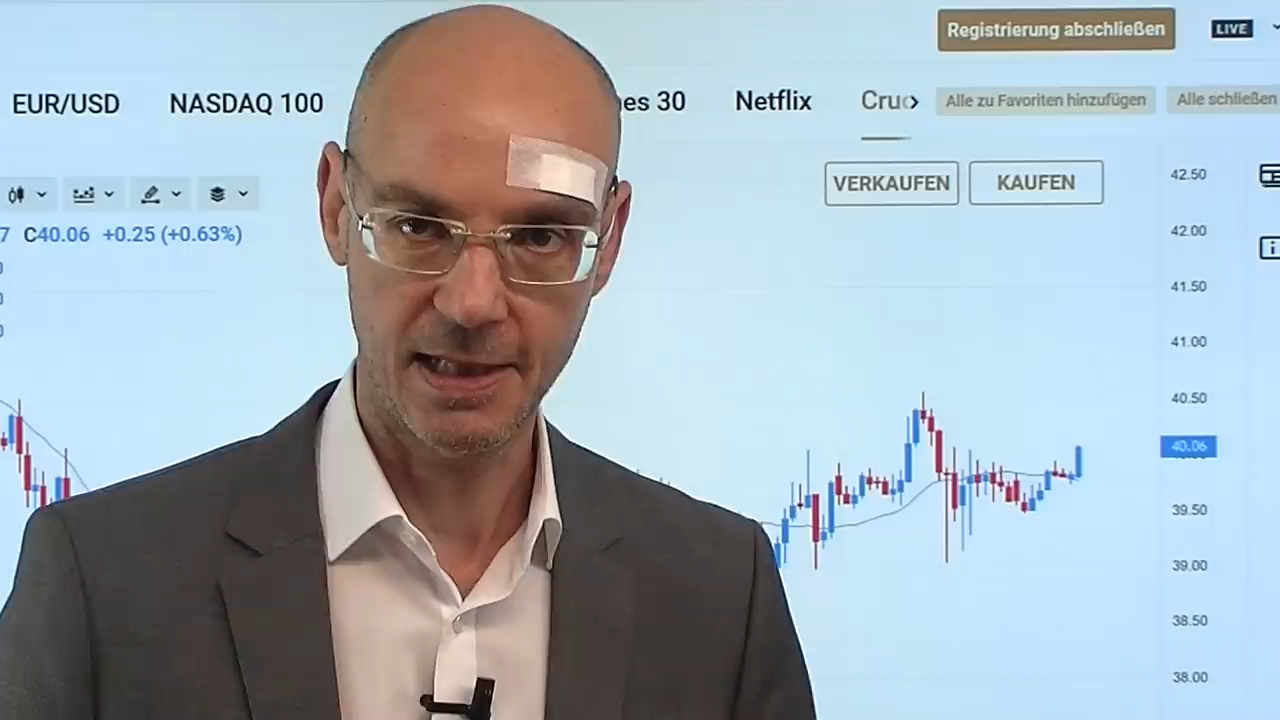 Registrierung abschließen
LIVE
EUR/USD NASDAQ 100 es 30 Netflix Cruc Alle zu Favoriten hinzufügen Alle schließen
VERKAUFEN KAUFEN
42.50
7 C40.06 +0.25 (+0.63%)
42.00
41.50
41.00
40.50
40.06
39.50
39.00
38.50
38.00